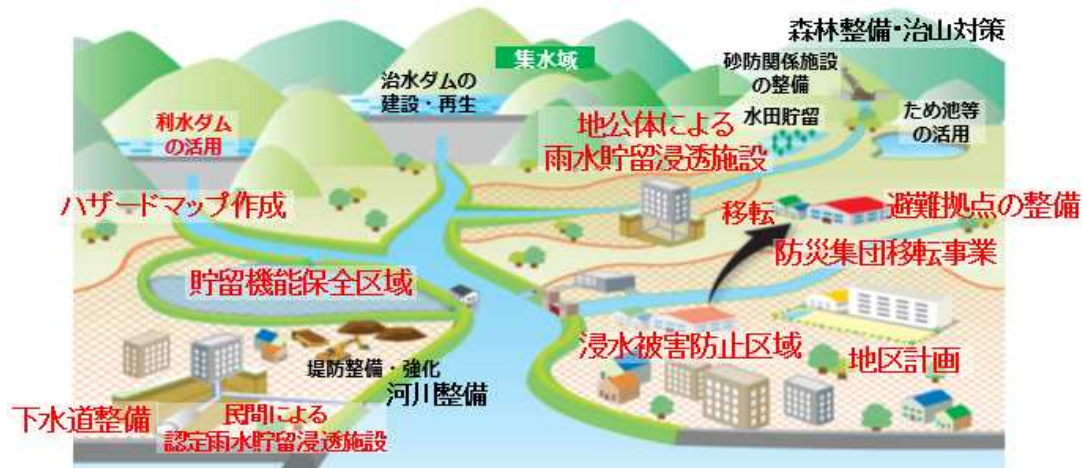 森林整備・治山対策
集水域
砂防関係施設
の整備
治水ダムの
建設・再生
利水ダム
の活用
水田貯留
ため池等
の活用
地公体による
雨水貯留浸透施設
ハザードマップ作成
移転
避難拠点の整備
防災集団移転事業
貯留機能保全区域
浸水被害防止区域
地区計画
堤防整備・強化
河川整備
下水道整備
民間による
認定雨水貯留浸透施設